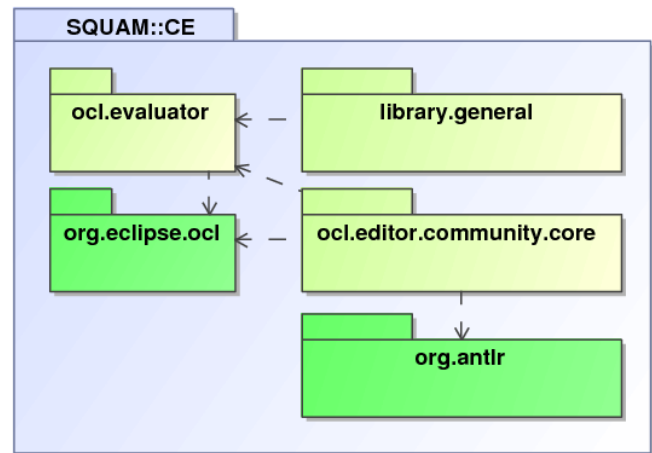 SQUAM::CE
ocl.evaluator
library.general
org.eclipse.ocl
ocl.editor.community.core
org.antlr